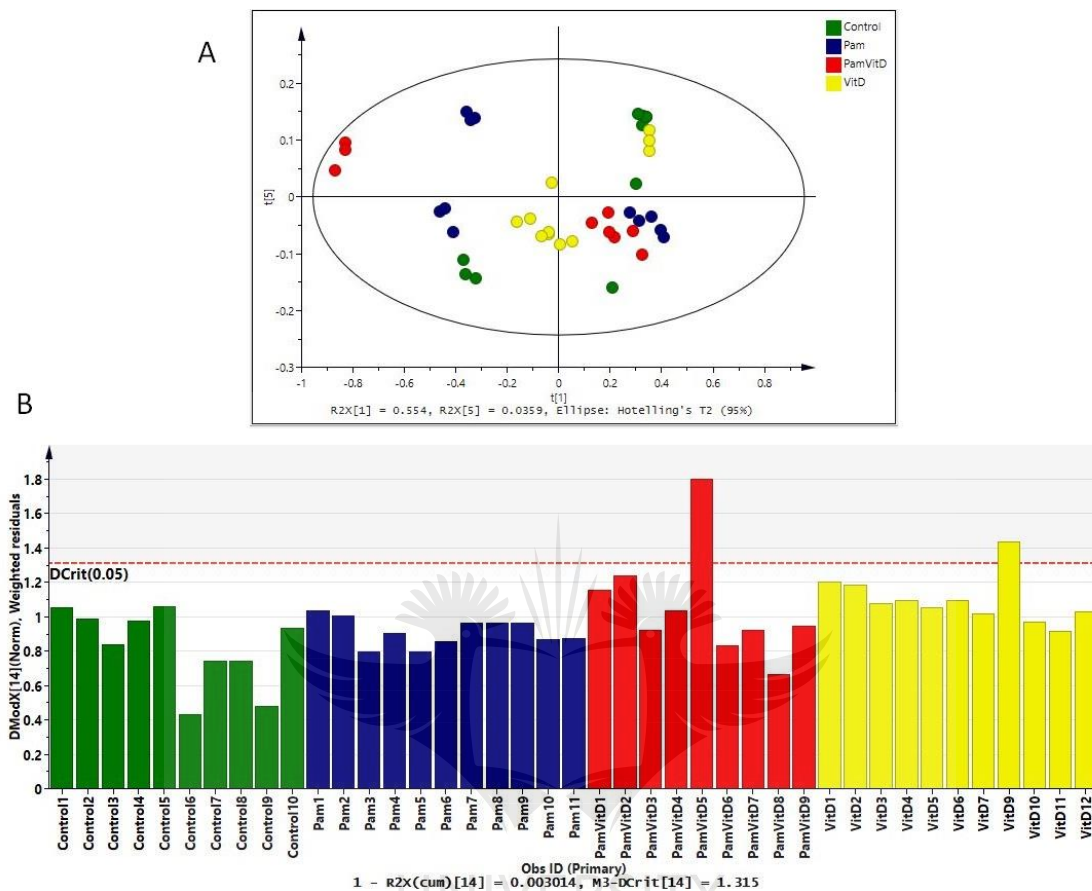 A
Control
Pam
PamVitD
VitD
0.2
0.1
0
-0.1
-0.2
-0.3
t[5]
-1
-0.8
-0.6
-0.4
-0.2
0
0.2
0.4
0.6
0.8
t[1]
R2X[1] = 0.554, R2X[5] = 0.0359, Ellipse: Hotelling's T2 (95%)
B
DModX[14](Norm), Weighted residuals
1.8
1.6
1.4
1.2
1
0.8
0.6
0.4
0.2
0
DCrit(0.05)
Control1
Control2
Control3
Control4
Control5
Control6
Control7
Control8
Control9
Control10
Pam1
Pam2
Pam3
Pam4
Pam5
Pam6
Pam7
Pam8
Pam9
Pam10
Pam11
PamVitD1
PamVitD2
PamVitD3
PamVitD4
PamVitD5
PamVitD6
PamVitD7
PamVitD8
PamVitD9
VitD1
VitD2
VitD3
VitD4
VitD5
VitD6
VitD7
VitD9
VitD10
VitD11
VitD12
Obs ID (Primary)
1 - R2X(cum)[14] = 0.003014, M3-DCrit[14] = 1.315